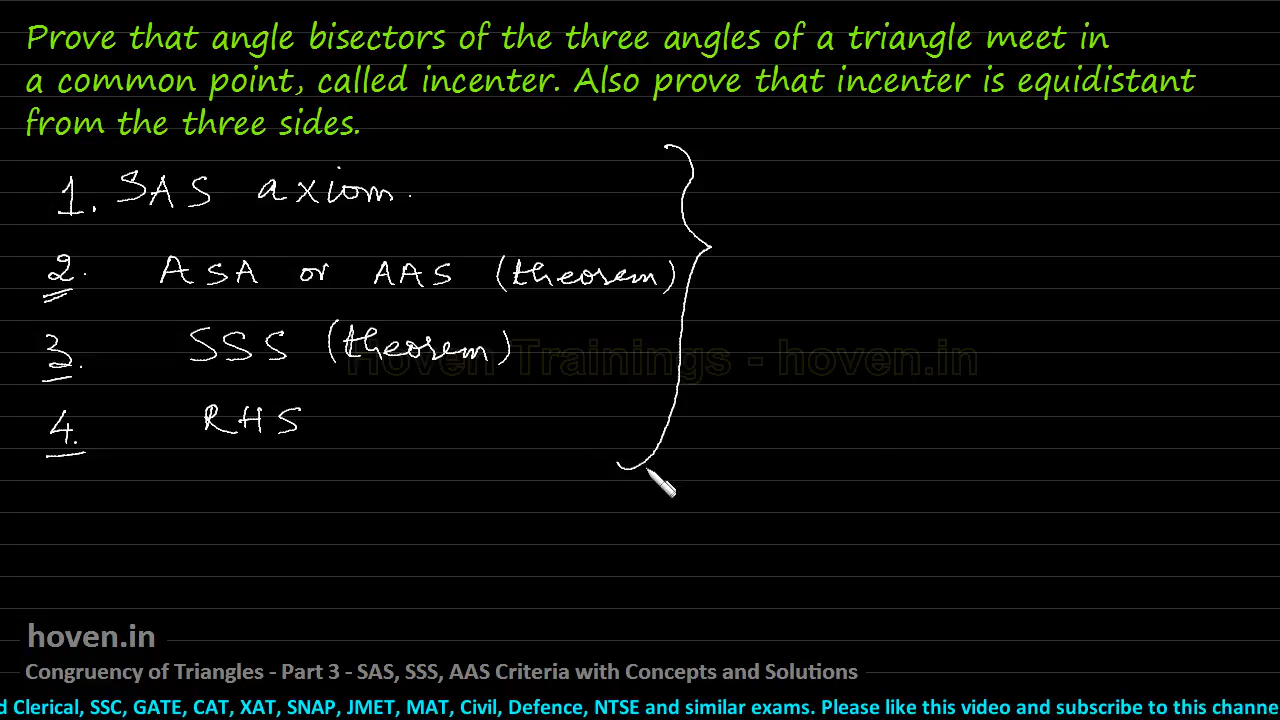 Prove that angle bisectors of the three angles of a triangle meet in
a common point, called incenter. Also prove that incenter is equidistant
from the three sides.
1. SAS axiom.
2. ASA or AAS (theorem)
3. SSS (theorem)
Hoven Trainings - hoven.in
4. RHS
hoven.in
Congruency of Triangles - Part 3 - SAS, SSS, AAS Criteria with Concepts and Solutions
d Clerical, SSC, GATE, CAT, XAT, SNAP, JMET, MAT, Civil, Defence, NTSE and similar exams. Please like this video and subscribe to this channe